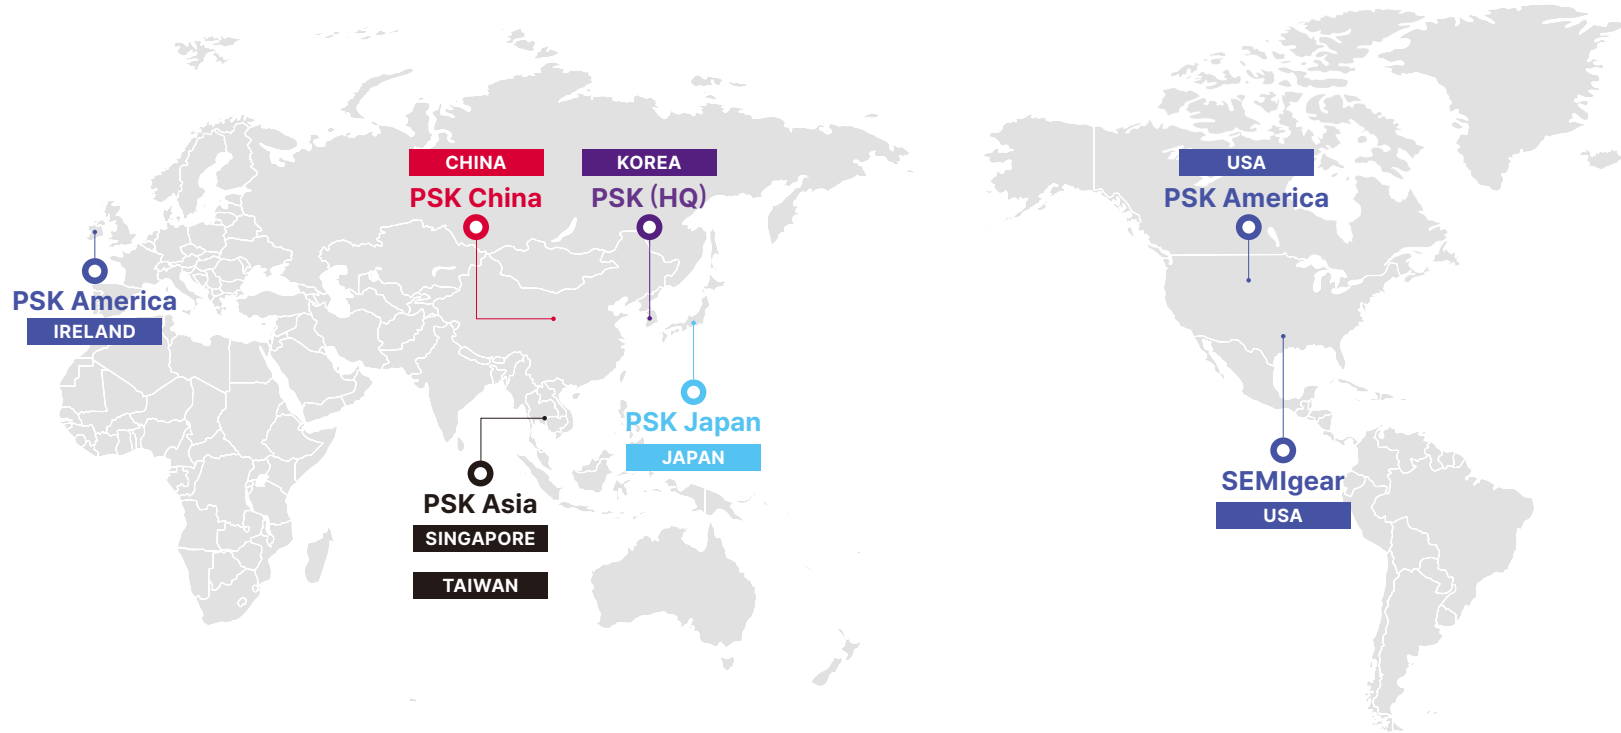 CHINA
PSK China
KOREA
PSK (HQ)
USA
PSK America
PSK America
IRELAND
PSK Japan
JAPAN
PSK Asia
SINGAPORE
TAIWAN
SEMIgear
USA